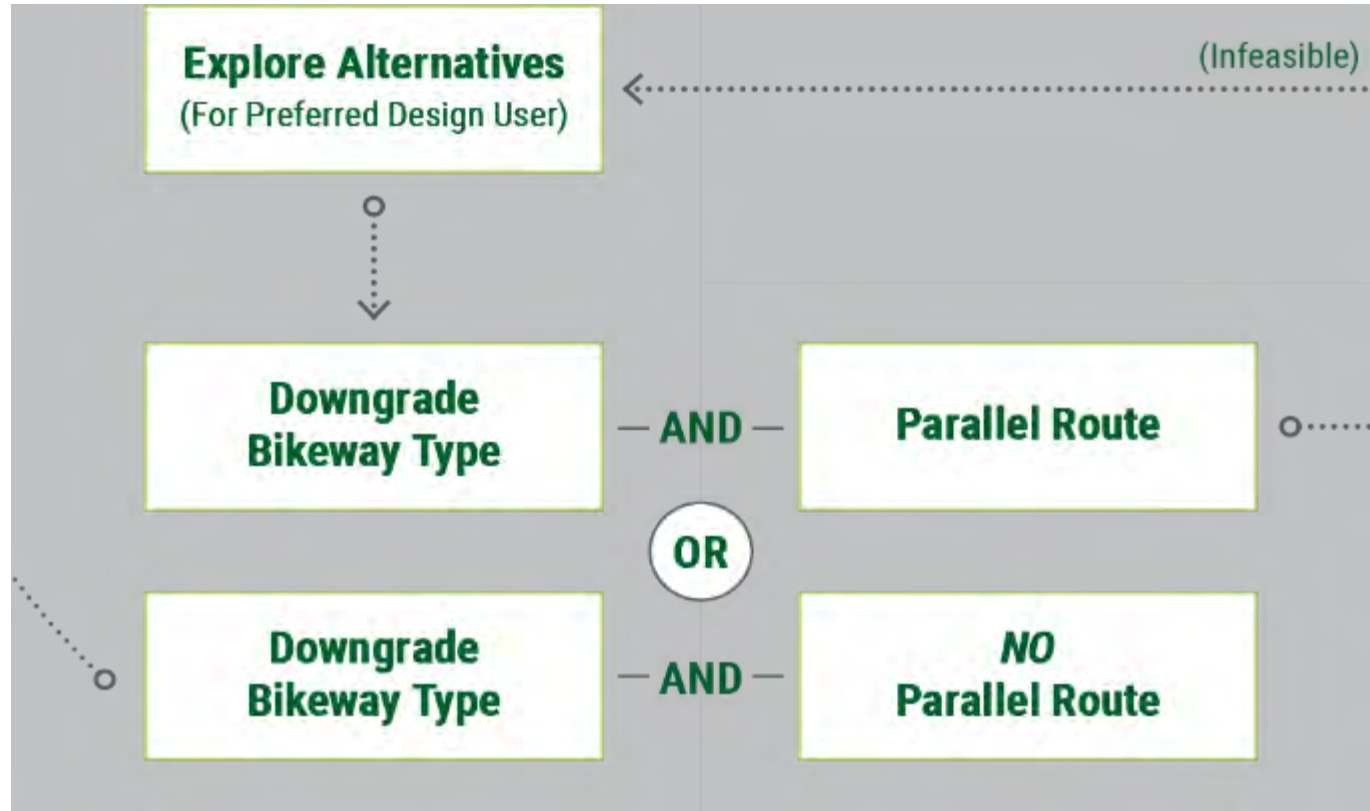 (Infeasible)
Explore Alternatives
(For Preferred Design User)
Downgrade
Bikeway Type
AND
Parallel Route
OR
Downgrade
Bikeway Type
AND
NO
Parallel Route